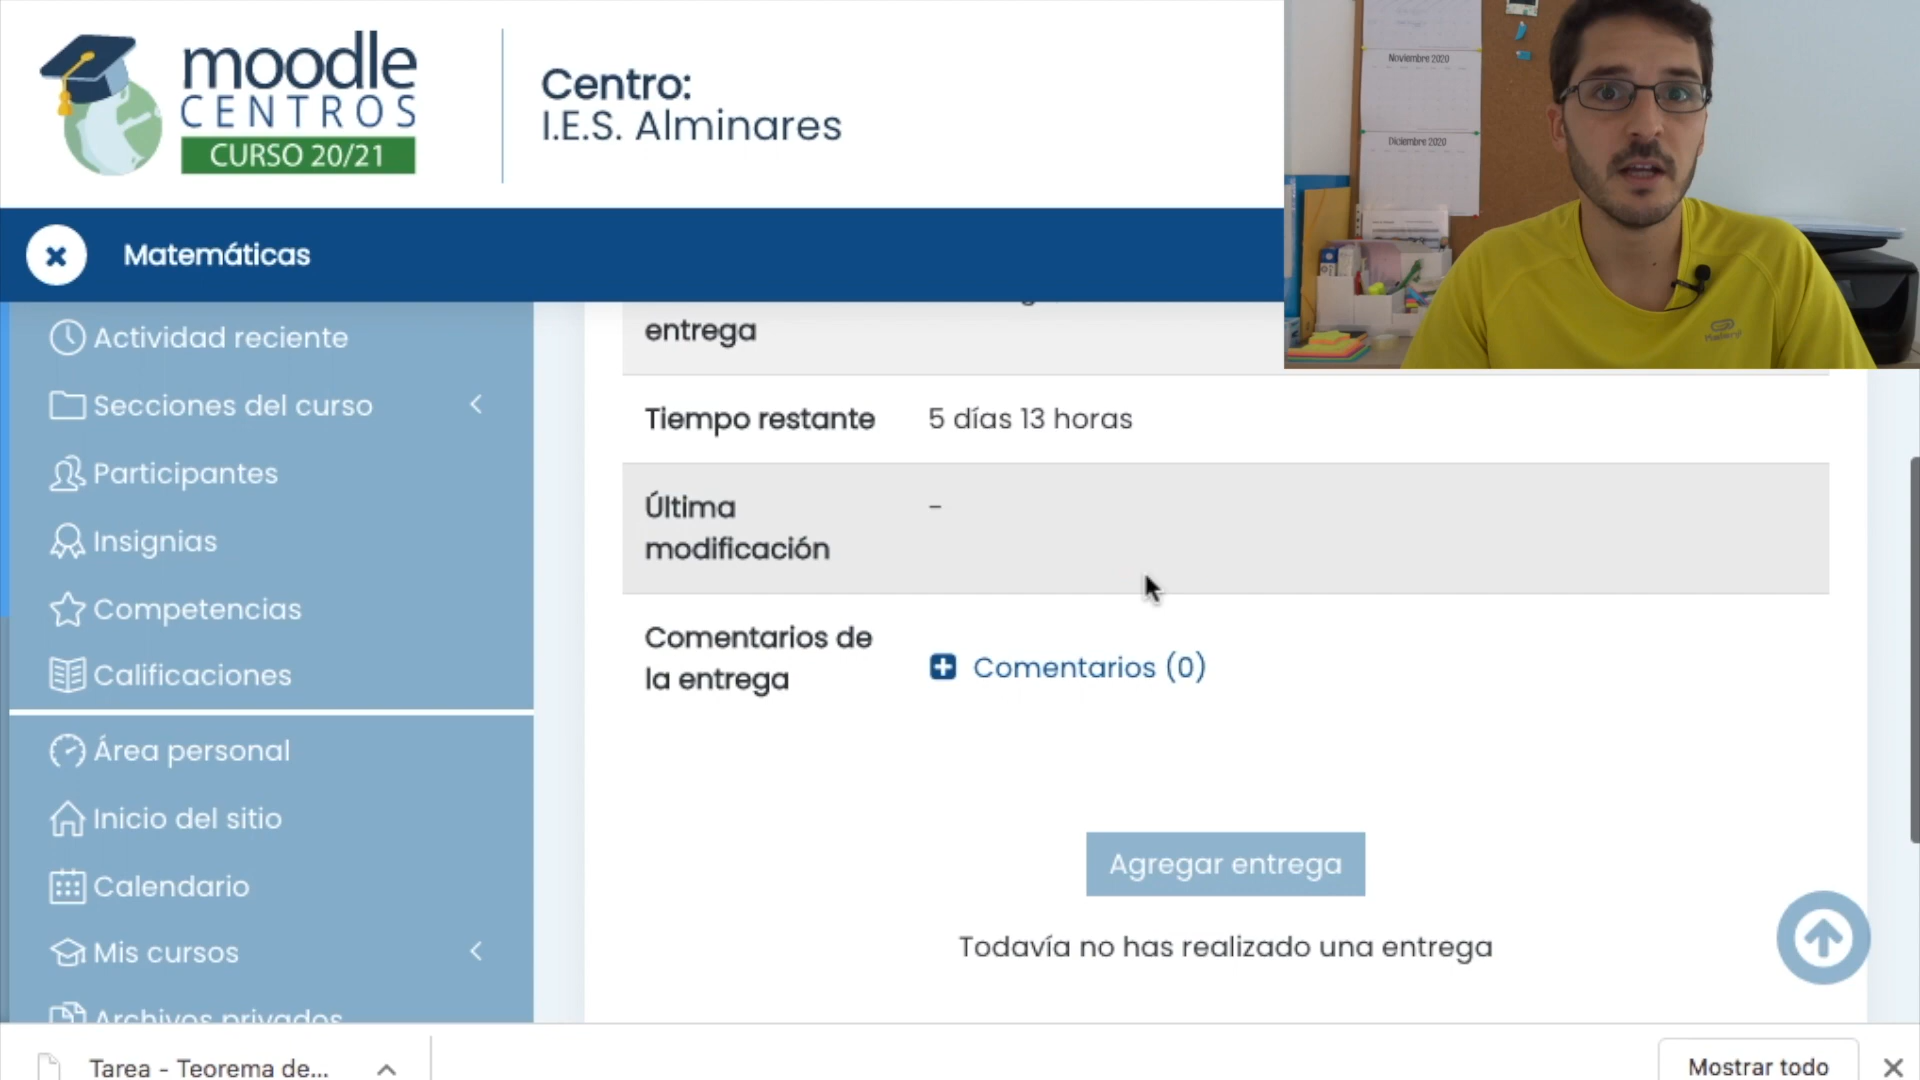 moodle
CENTROS
CURSO 20/21
Centro:
I.E.S. Alminares
Noviembre 2020
Diciembre 2020
Matemáticas
Actividad reciente
Secciones del curso
Participantes
Insignias
Competencias
Calificaciones
Área personal
Inicio del sitio
Calendario
Mis cursos
Archivos privados
entrega
Tiempo restante 5 días 13 horas
Última
modificación -
Comentarios de
la entrega
Comentarios (0)
Agregar entrega
Todavía no has realizado una entrega
Tarea - Teorema de...
Mostrar todo